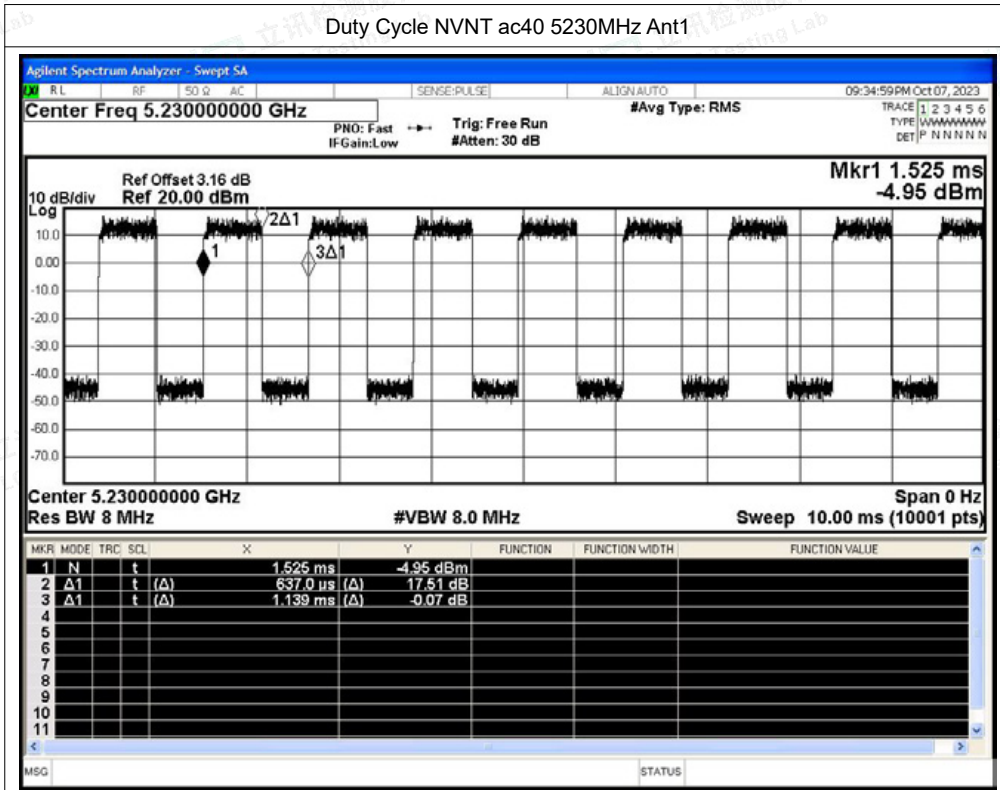 Duty Cycle NVNT ac40 5230MHz Ant1
Agilent Spectrum Analyzer - Swept SA
RL RF 50 Ω AC SENSE:PULSE ALIGN AUTO 09:34:59 PM Oct 07, 2023
Center Freq 5.230000000 GHz #Avg Type: RMS TRACE 1 2 3 4 5 6
PNO: Fast Trig: Free Run TYPE WWWWWW
IFGain:Low #Atten: 30 dB DET P N N N N N
Mkr1 1.525 ms
-4.95 dBm
Ref Offset 3.16 dB
10 dB/div Ref 20.00 dBm
Log
2Δ1
10.0
1
3Δ1
0.00
-10.0
-20.0
-30.0
-40.0
-50.0
-60.0
-70.0
Center 5.230000000 GHz Span 0 Hz
Res BW 8 MHz #VBW 8.0 MHz Sweep 10.00 ms (10001 pts)
MKR MODE TRC SCL X Y FUNCTION FUNCTION WIDTH FUNCTION VALUE
1 N t 1.525 ms -4.95 dBm
2 Δ1 t (Δ) 637.0 µs (Δ) 17.51 dB
3 Δ1 t (Δ) 1.139 ms (Δ) -0.07 dB
4
5
6
7
8
9
10
11
MSG STATUS